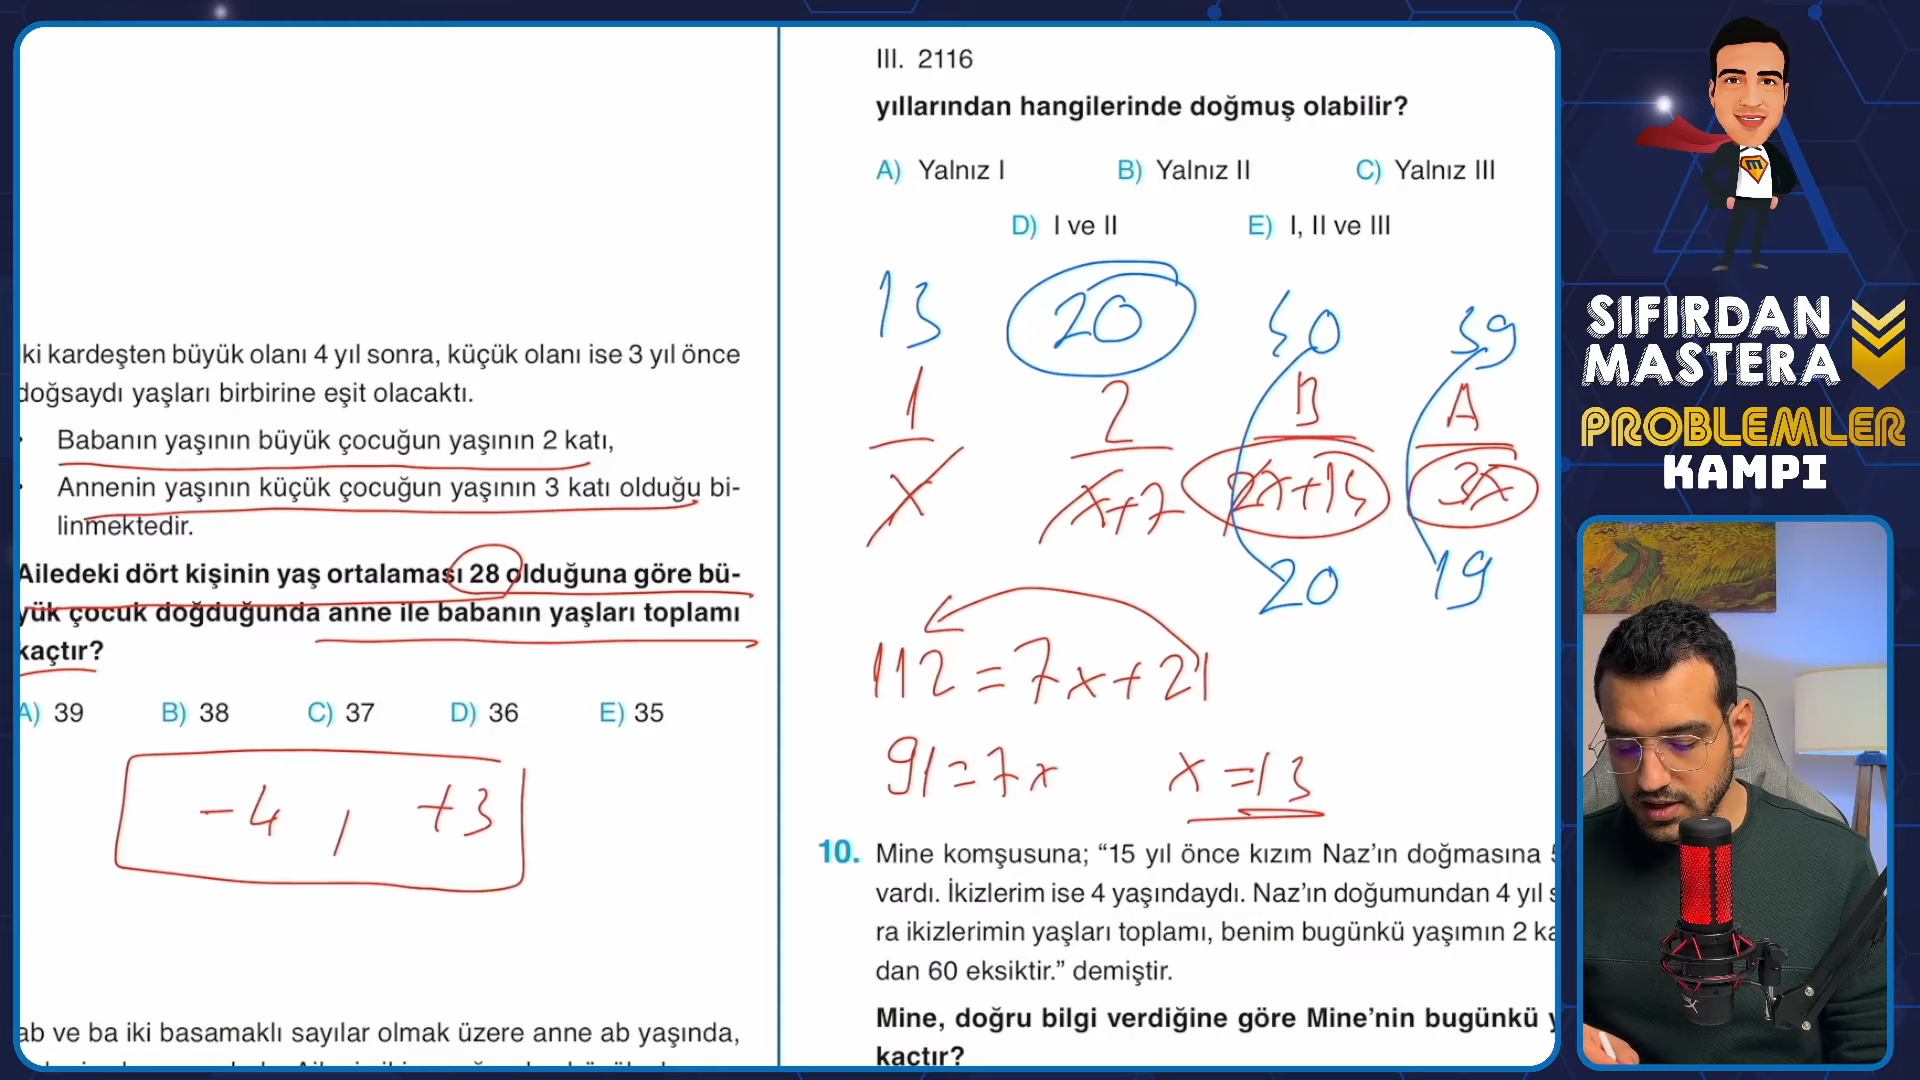 ki kardeşten büyük olanı 4 yıl sonra, küçük olanı ise 3 yıl önce
doğsaydı yaşları birbirine eşit olacaktı.
Babanın yaşının büyük çocuğun yaşının 2 katı,
Annenin yaşının küçük çocuğun yaşının 3 katı olduğu bi-
linmektedir.
Ailedeki dört kişinin yaş ortalaması 28 olduğuna göre bü-
yük çocuk doğduğunda anne ile babanın yaşları toplamı
kaçtır?
A) 39 B) 38 C) 37 D) 36 E) 35
-4 , +3
ab ve ba iki basamaklı sayılar olmak üzere anne ab yaşında,
III. 2116
yıllarından hangilerinde doğmuş olabilir?
A) Yalnız I B) Yalnız II C) Yalnız III
D) I ve II E) I, II ve III
13 20 40 39
1 2 B A
x x+7 2x+14 3x
20 19
112 = 7x + 21
91 = 7x x = 13
10. Mine komşusuna; “15 yıl önce kızım Naz’ın doğmasına
vardı. İkizlerim ise 4 yaşındaydı. Naz’ın doğumundan 4 yıl s
ra ikizlerimin yaşları toplamı, benim bugünkü yaşımın 2 ka
dan 60 eksiktir.” demiştir.
Mine, doğru bilgi verdiğine göre Mine’nin bugünkü y
kaçtır?
SIFIRDAN
MASTERA
PROBLEMLER
KAMPI